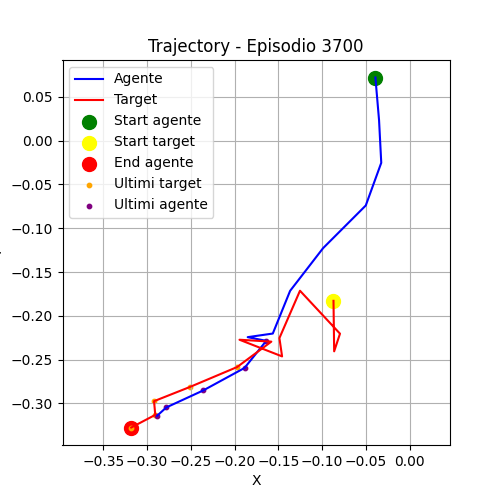 Trajectory - Episodio 3700
Agente
Target
Start agente
Start target
End agente
Ultimi target
Ultimi agente
0.05
0.00
−0.05
−0.10
−0.15
−0.20
−0.25
−0.30
−0.35 −0.30 −0.25 −0.20 −0.15 −0.10 −0.05 0.00
X